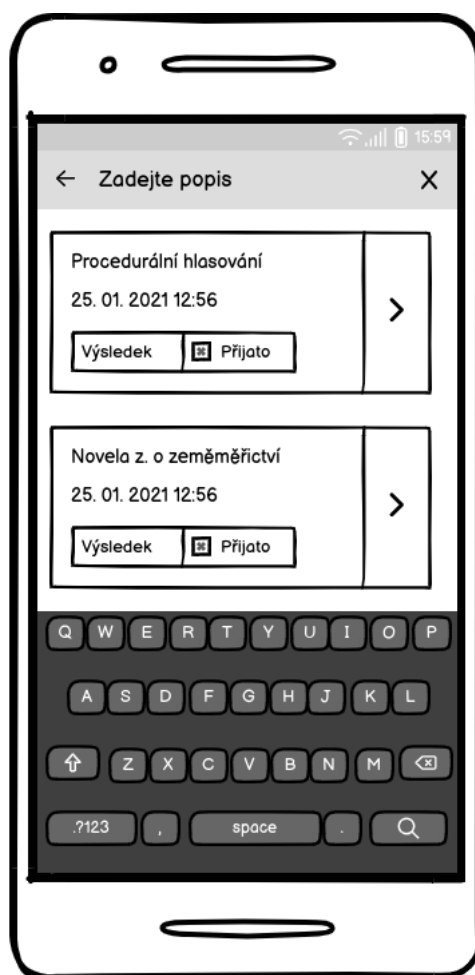 15:59
Zadejte popis
Procedurální hlasování
25. 01. 2021 12:56
Výsledek Přijato
Novela z. o zeměměřictví
25. 01. 2021 12:56
Výsledek Přijato
Q W E R T Y U I O P
A S D F G H J K L
Z X C V B N M
.?123 , space .